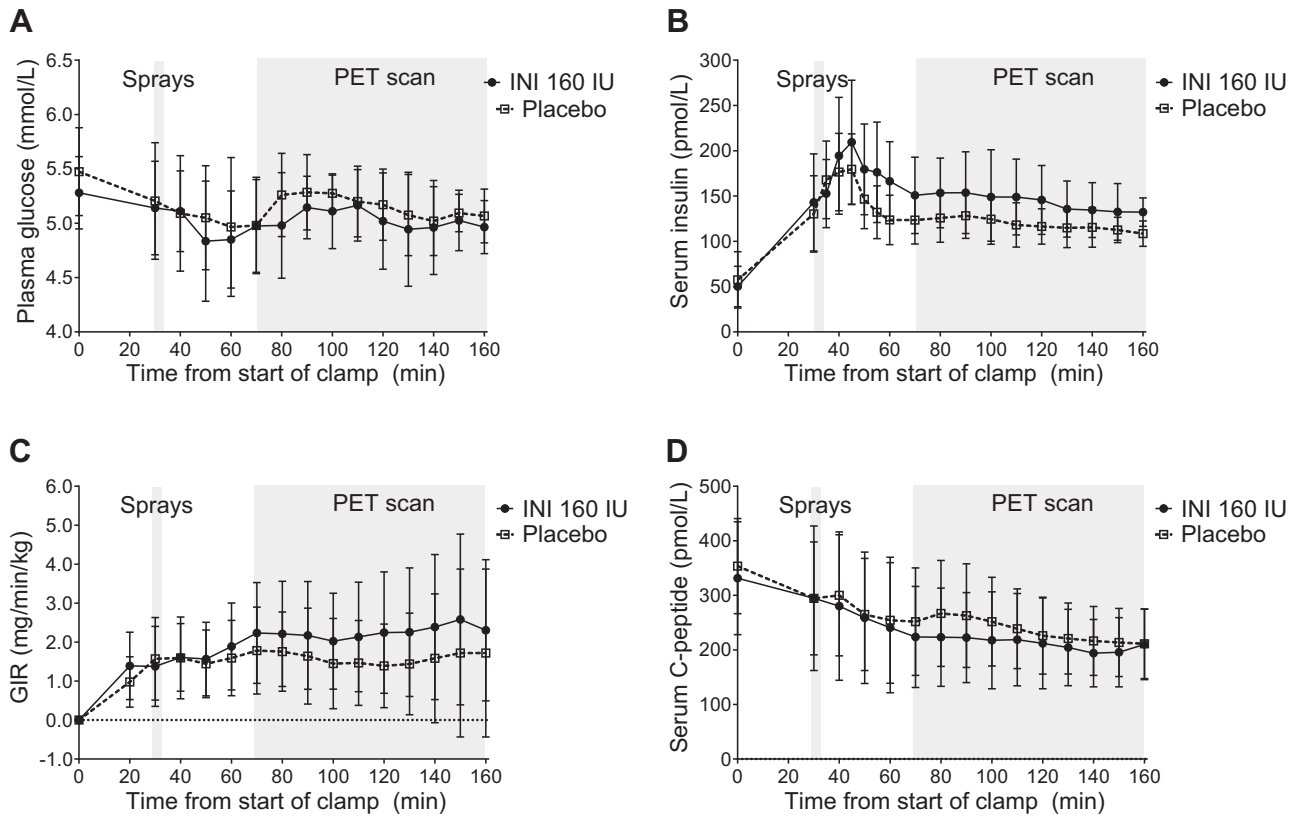 A
Plasma glucose (mmol/L)
6.5
6.0
5.5
5.0
4.5
4.0
Sprays
PET scan
INI 160 IU
Placebo
0 20 40 60 80 100 120 140 160
Time from start of clamp (min)
B
Serum insulin (pmol/L)
300
250
200
150
100
50
0
Sprays
PET scan
INI 160 IU
Placebo
0 20 40 60 80 100 120 140 160
Time from start of clamp (min)
C
GIR (mg/min/kg)
6.0
5.0
4.0
3.0
2.0
1.0
0.0
-1.0
Sprays
PET scan
INI 160 IU
Placebo
0 20 40 60 80 100 120 140 160
Time from start of clamp (min)
D
Serum C-peptide (pmol/L)
500
400
300
200
100
0
Sprays
PET scan
INI 160 IU
Placebo
0 20 40 60 80 100 120 140 160
Time from start of clamp (min)